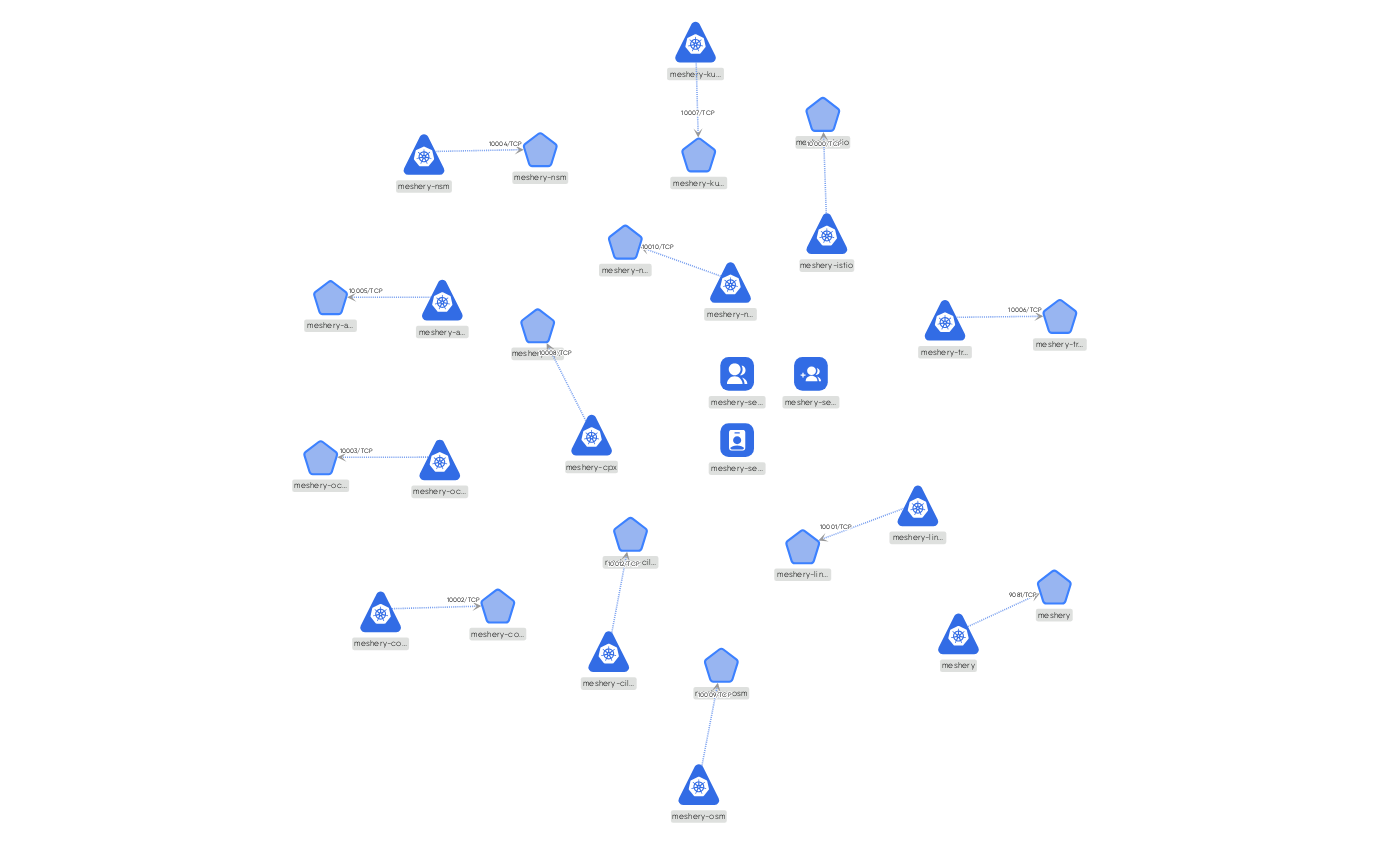 meshery-ku...
10007/TCP
meshery-ku...
10000/TCP
10004/TCP
meshery-nsm
meshery-nsm
meshery-istio
10010/TCP
meshery-n...
meshery-n...
10005/TCP
meshery-a...
meshery-a...
10006/TCP
meshery-tr...
meshery-tr...
10008/TCP
meshery-se...
meshery-se...
meshery-cpx
meshery-se...
10003/TCP
meshery-oc...
meshery-oc...
10001/TCP
meshery-lin...
meshery-lin...
10012/TCP
cil...
10002/TCP
meshery-co...
meshery-co...
9081/TCP
meshery
meshery
meshery-cil...
10009/TCP
osm
meshery-osm